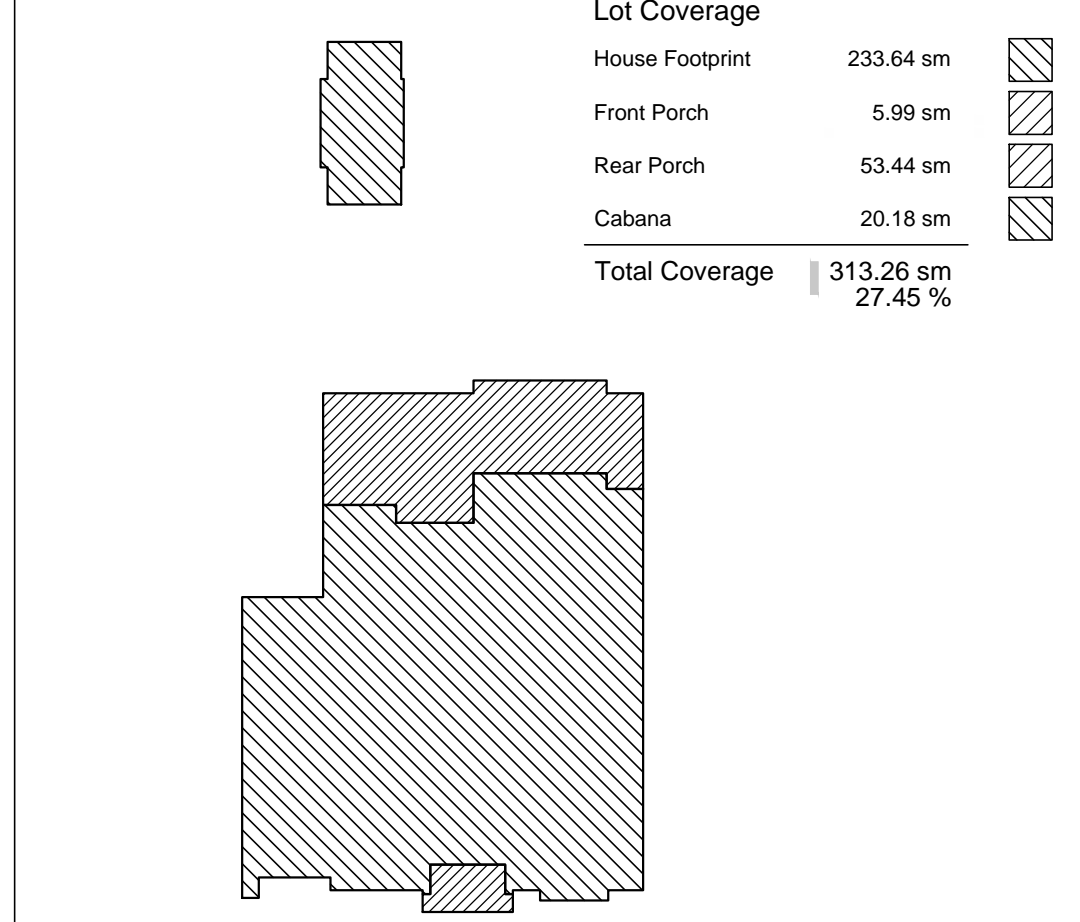 Lot Coverage
House Footprint 233.64 sm
Front Porch 5.99 sm
Rear Porch 53.44 sm
Cabana 20.18 sm
Total Coverage 313.26 sm
27.45 %